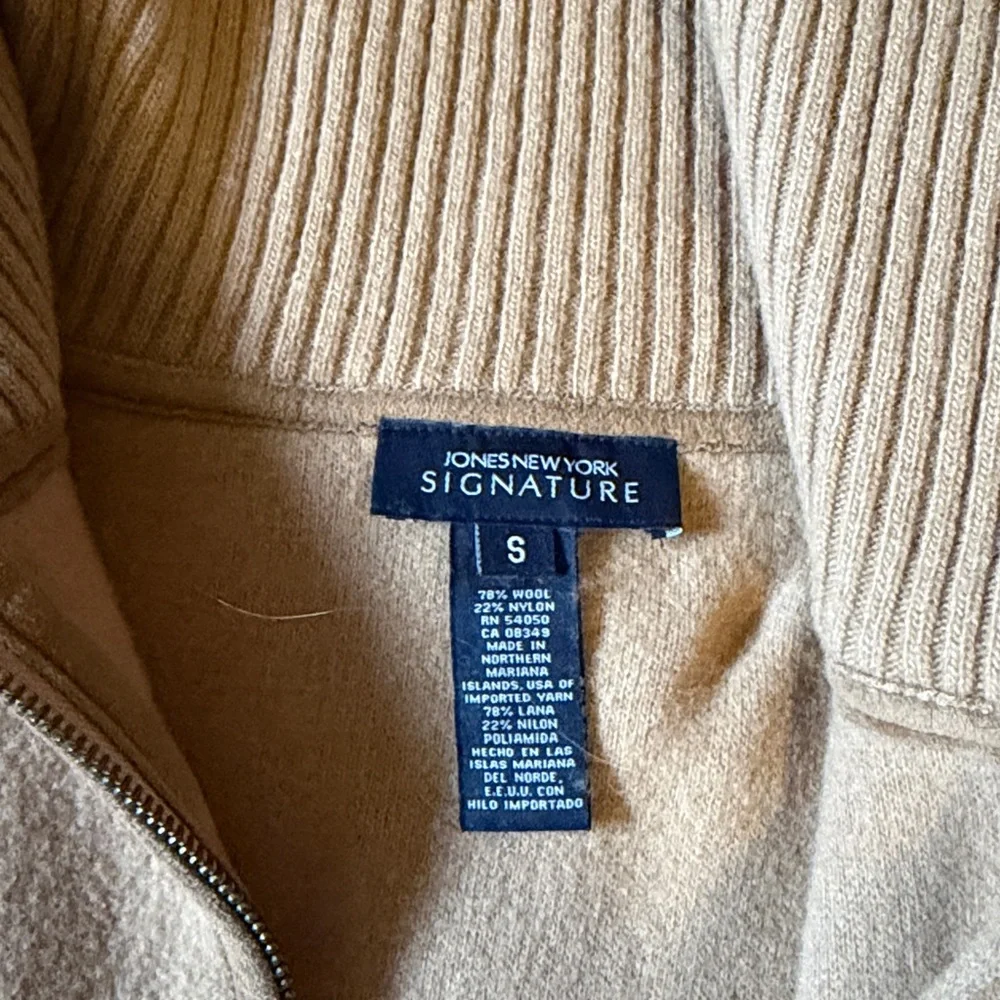 JONES NEW YORK
SIGNATURE
S
78% WOOL
22% NYLON
RN 54050
CA 08349
MADE IN
NORTHERN
MARIANA
ISLANDS, USA OF
IMPORTED YARN
78% LANA
22% NILON
POLIAMIDA
HECHO EN LAS
ISLAS MARIANA
DEL NORDE,
E.E.U.U. CON
HILO IMPORTADO